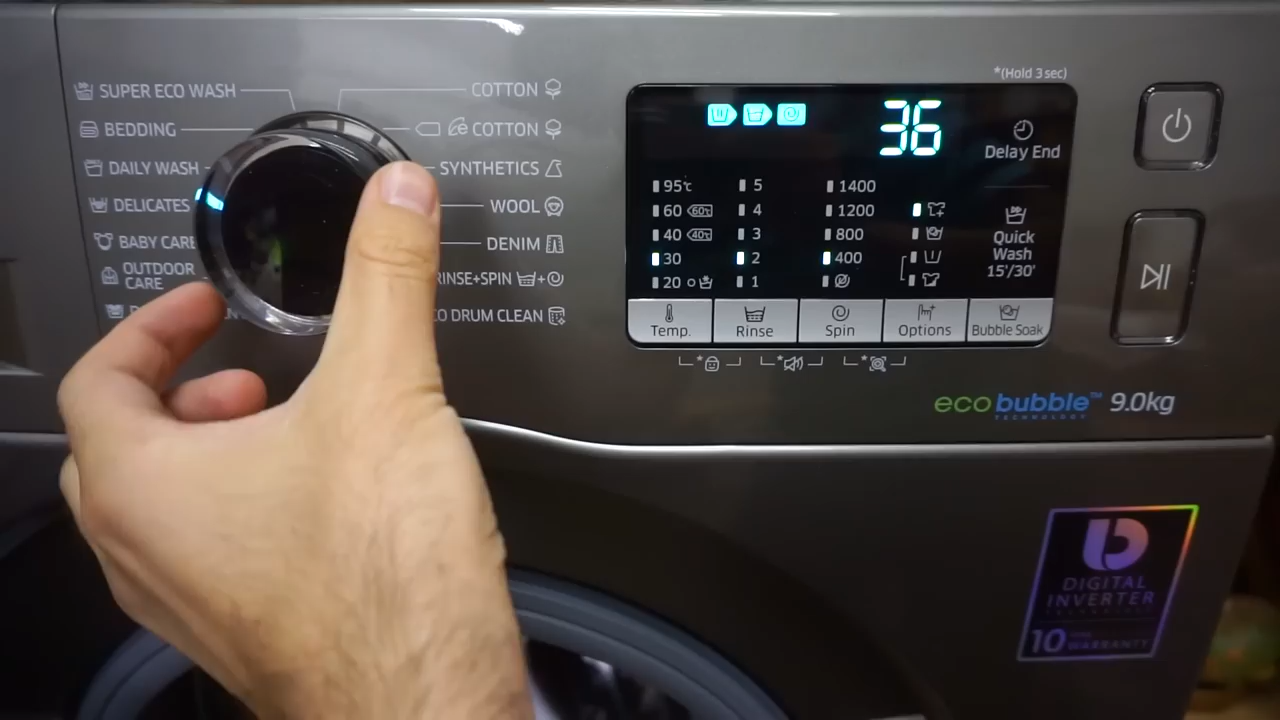 SUPER ECO WASH
BEDDING
DAILY WASH
DELICATES
BABY CARE
OUTDOOR
CARE
COTTON
e COTTON
SYNTHETICS
WOOL
DENIM
RINSE+SPIN
DRUM CLEAN
*(Hold 3 sec)
36
Delay End
95℃ 5 1400
60 60℃ 4 1200
40 40℃ 3 800
30 2 400
20 1
Quick
Wash
15'/30'
Temp. Rinse Spin Options Bubble Soak
* * *
eco bubble™ 9.0kg
TECHNOLOGY
DIGITAL
INVERTER
10 WARRANTY